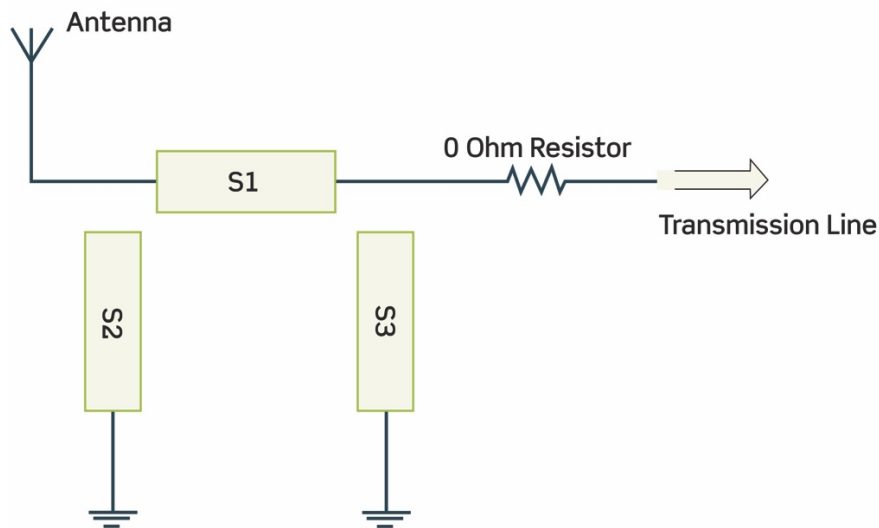 Antenna
0 Ohm Resistor
S1
Transmission Line
S2
S3